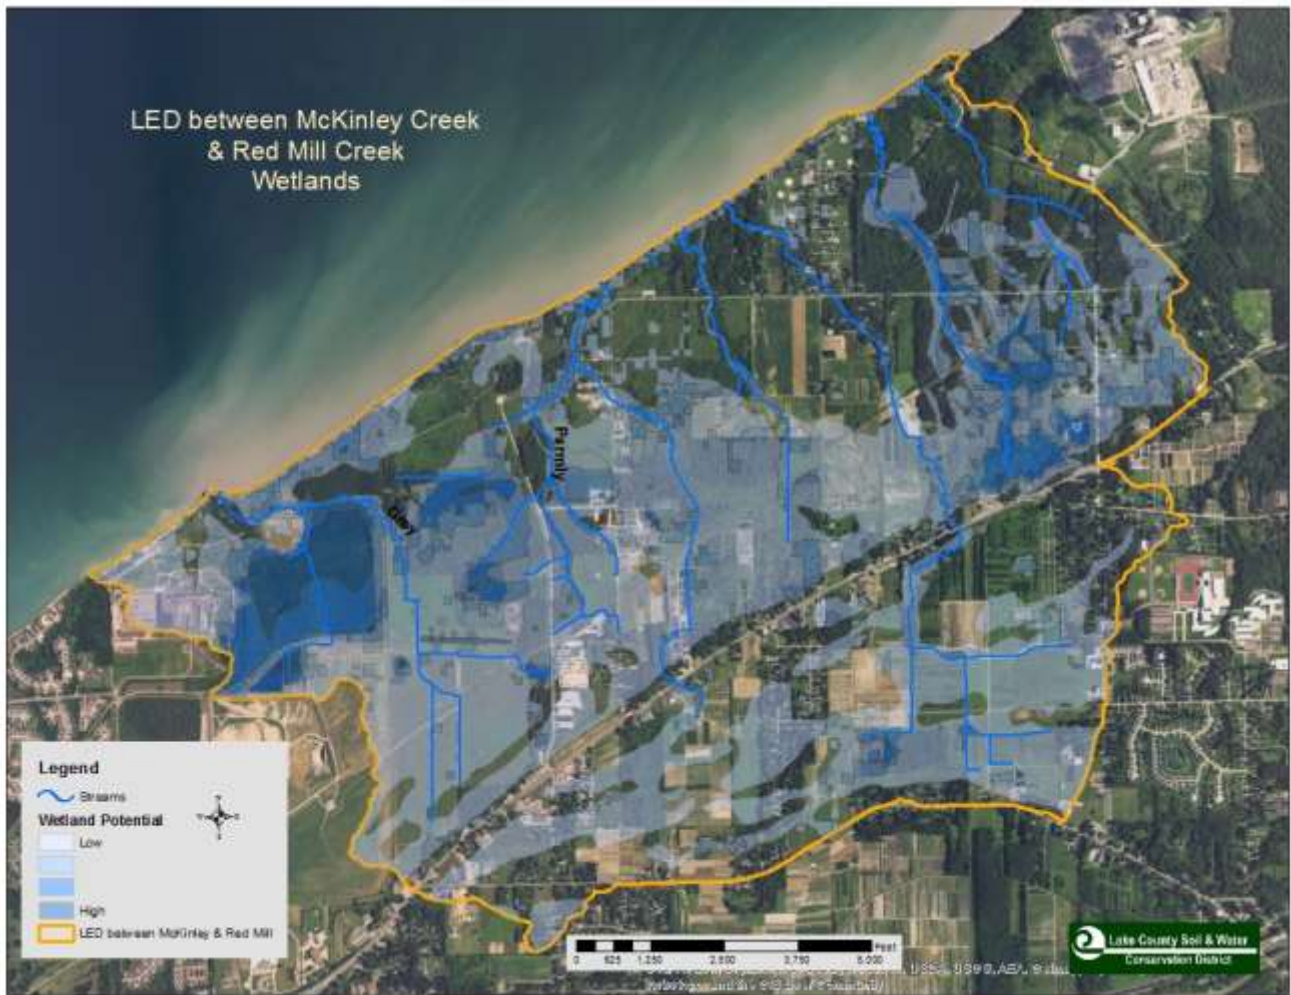 LED between McKinley Creek
& Red Mill Creek
Wetlands
Parmly
Legend
Streams
Wetland Potential
Low
High
LED between McKinley & Red Mill
Feet
0 625 1,250 2,500 3,750 5,000
Lake County Soil & Water
Conservation District